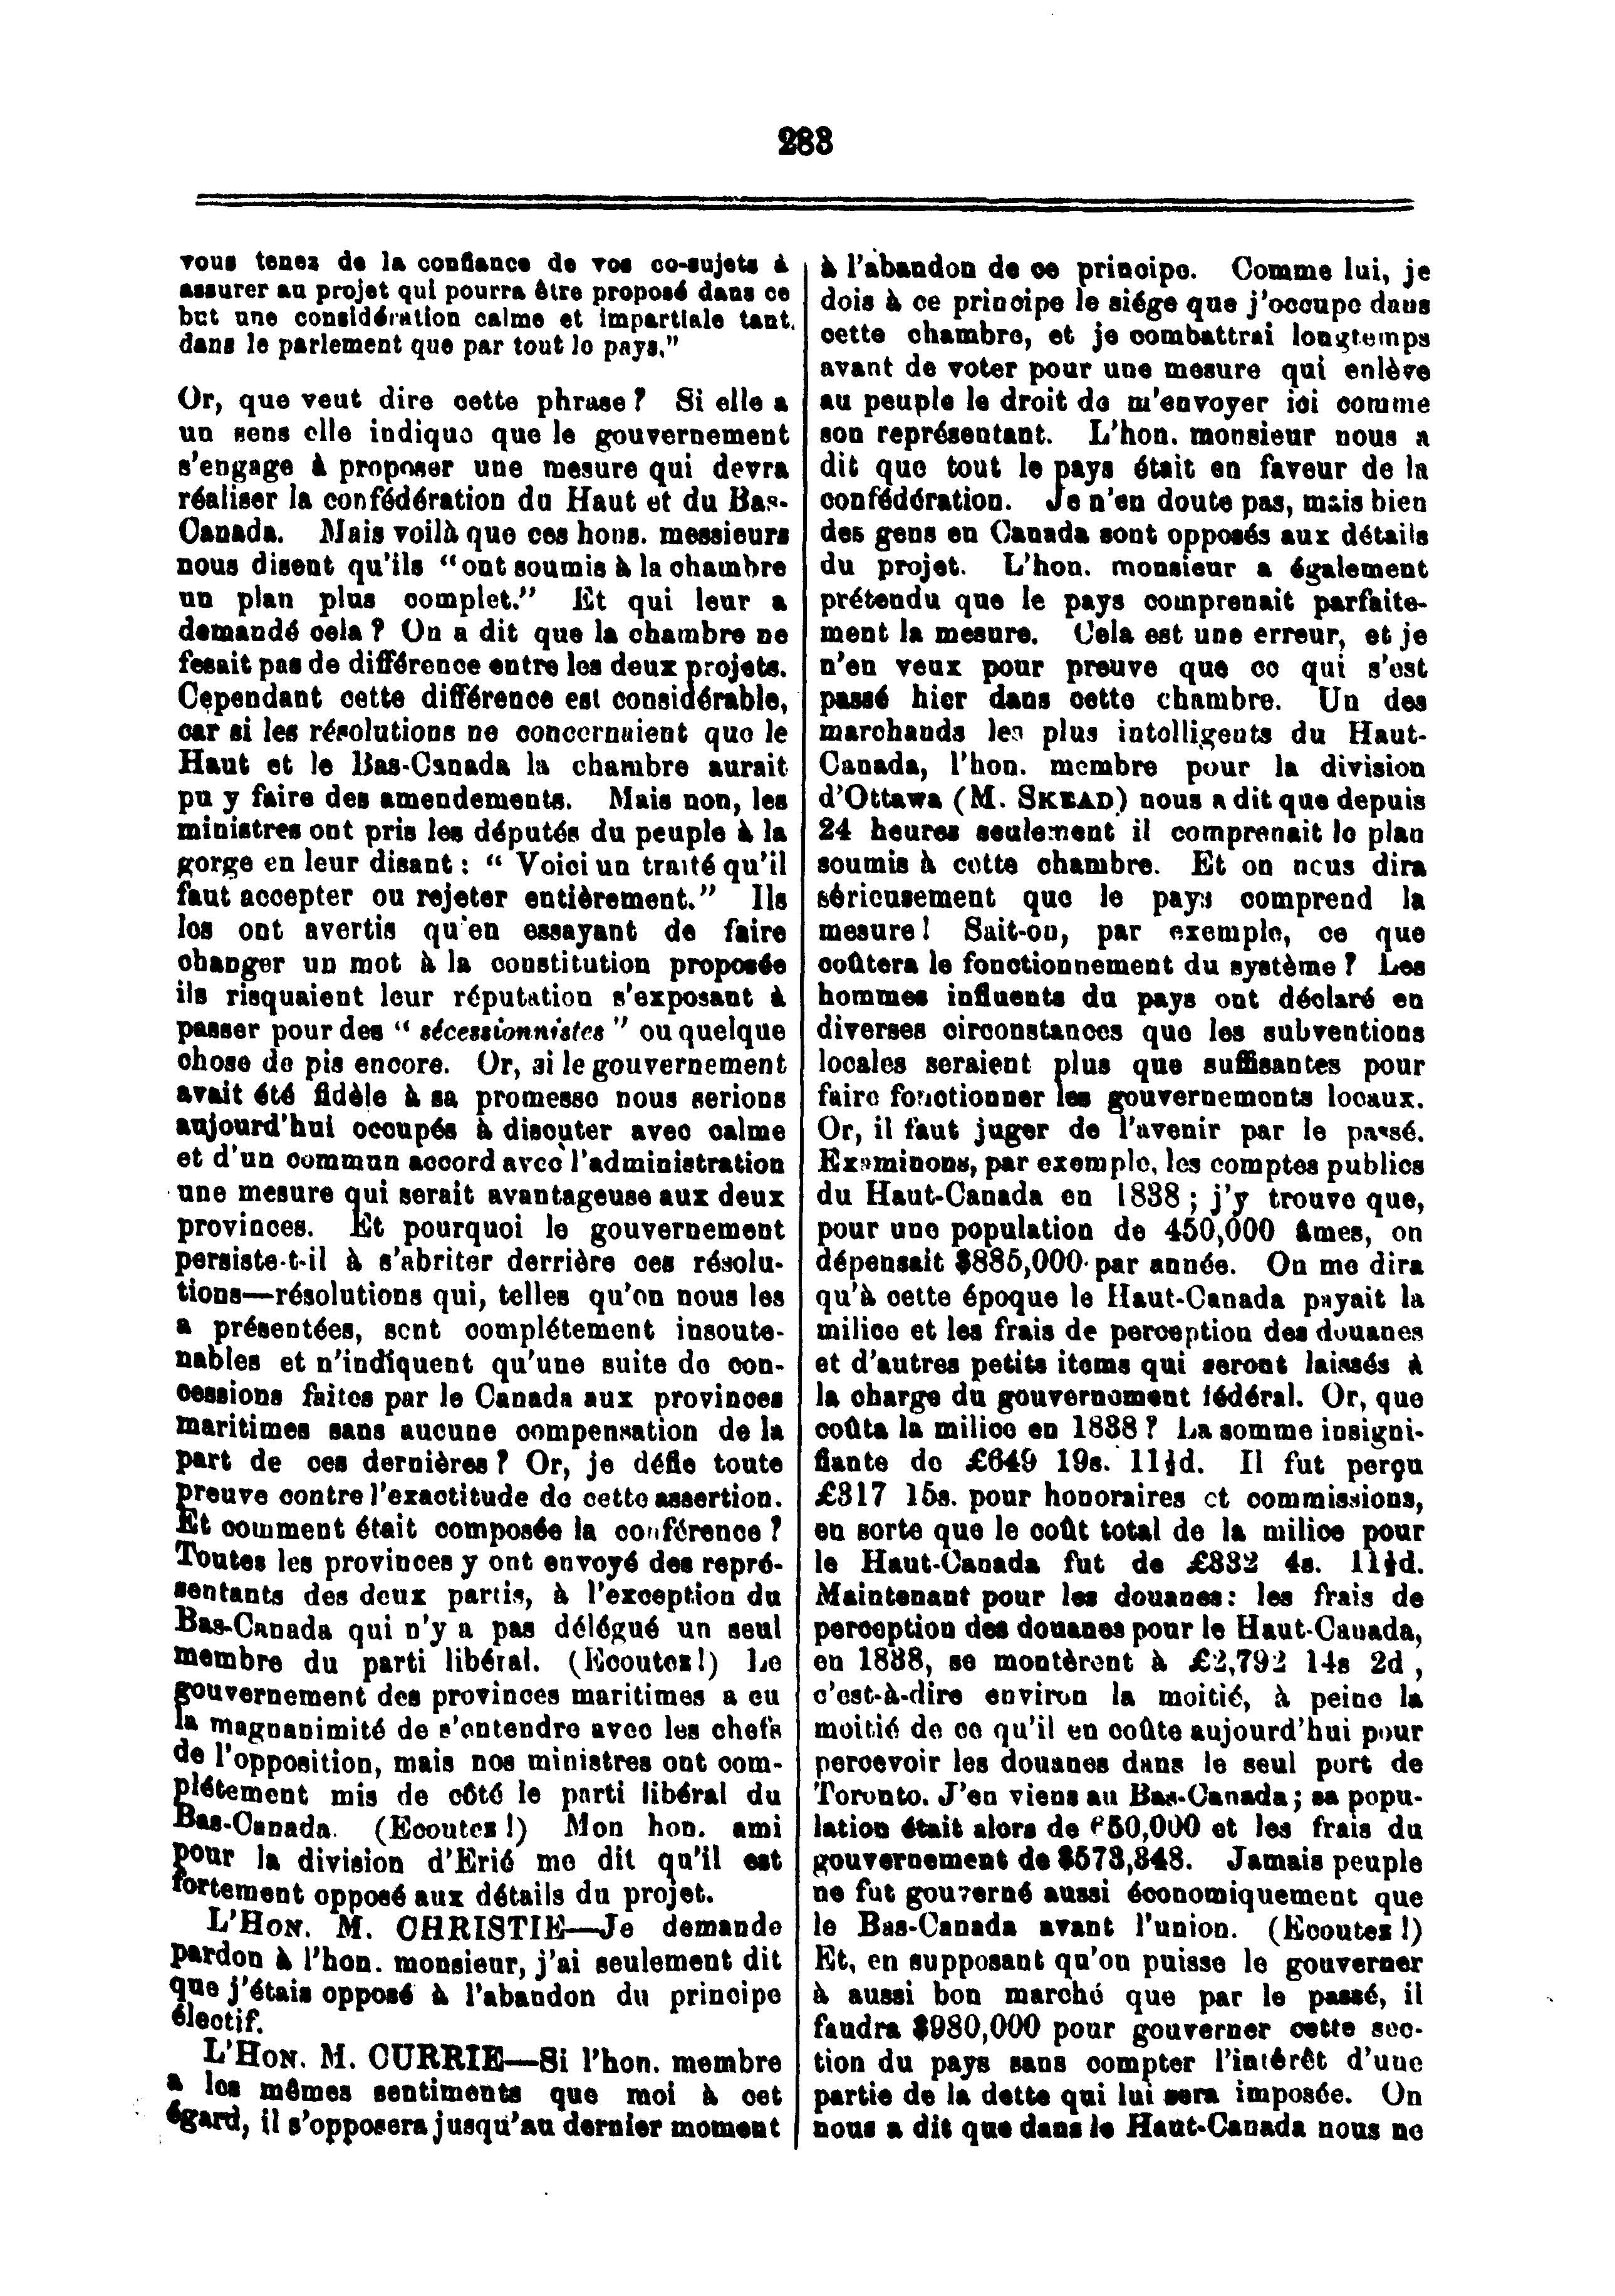 283
vous tenez de la confiance de vos co-sujets à
assurer au projet qui pourra être proposé dans ce
but une considération calme et impartiale tant
dans le parlement que par tout le pays."
Or, que veut dire cette phrase ? Si elle a
un sens elle indique que le gouvernement
s'engage à proposer une mesure qui devra
réaliser la confédération du Haut et du Bas-
Canada. Mais voilà que ces hons. messieurs
nous disent qu'ils "ont soumis à la chambre
un plan plus complet." Et qui leur a
demandé cela ? On a dit que la chambre ne
fesait pas de différence entre les deux projets.
Cependant cette différence est considérable,
car si les résolutions ne concernaient que le
Haut et le Bas-Canada la chambre aurait
pu y faire des amendements. Mais non, les
ministres ont pris les députés du peuple à la
gorge en leur disant : " Voici un traité qu'il
faut accepter ou rejeter entièrement." Ils
les ont avertis qu'en essayant de faire
changer un mot à la constitution proposée
ils risquaient leur réputation s'exposant à
passer pour des " sécessionnistes " ou quelque
chose de pis encore. Or, si le gouvernement
avait été fidèle à sa promesse nous serions
aujourd'hui occupés à discuter avec calme
et d'un commun accord avec l'administration
une mesure qui serait avantageuse aux deux
provinces. Et pourquoi le gouvernement
persiste-t-il à s'abriter derrière ces résolu-
tions—résolutions qui, telles qu'on nous les
a présentées, sont complétement insoute-
nables et n'indiquent qu'une suite de con-
cessions faites par le Canada aux provinces
maritimes sans aucune compensation de la
part de ces dernières ? Or, je défie toute
preuve contre l'exactitude de cette assertion.
Et comment était composée la conférence ?
Toutes les provinces y ont envoyé des repré-
sentants des deux partis, à l'exception du
Bas-Canada qui n'y a pas délégué un seul
membre du parti libéral. (Ecoutez !) Le
gouvernement des provinces maritimes a eu
la magnanimité de s'entendre avec les chefs
de l'opposition, mais nos ministres ont com-
plétement mis de côté le parti libéral du
Bas-Canada. (Ecoutez !) Mon hon. ami
pour la division d'Erié me dit qu'il est
fortement opposé aux détails du projet.
L'HON. M. CHRISTIE—Je demande
pardon à l'hon. monsieur, j'ai seulement dit
que j'étais opposé à l'abandon du principe
électif.
L'HON. M. CURRIE—Si l'hon. membre
a les mêmes sentiments que moi à cet
égard, il s'opposera jusqu'au dernier moment
à l'abandon de ce principe. Comme lui, je
dois à ce principe le siége que j'occupe dans
cette chambre, et je combattrai longtemps
avant de voter pour une mesure qui enlève
au peuple le droit de m'envoyer ici comme
son représentant. L'hon. monsieur nous a
dit que tout le pays était en faveur de la
confédération. Je n'en doute pas, mais bien
des gens en Canada sont opposés aux détails
du projet. L'hon. monsieur a également
prétendu que le pays comprenait parfaite-
ment la mesure. Cela est une erreur, et je
n'en veux pour preuve que ce qui s'est
passé hier dans cette chambre. Un des
marchands les plus intelligents du Haut-
Canada, l'hon. membre pour la division
d'Ottawa (M. SKEAD) nous a dit que depuis
24 heures seulement il comprenait le plan
soumis à cette chambre. Et on nous dira
sérieusement que le pays comprend la
mesure ! Sait-on, par exemple, ce que
coûtera le fonctionnement du système ? Les
hommes influents du pays ont déclaré en
diverses circonstances que les subventions
locales seraient plus que suffisantes pour
faire fonctionner les gouvernements locaux.
Or, il faut juger de l'avenir par le passé.
Examinons, par exemple, les comptes publics
du Haut-Canada en 1838 ; j'y trouve que,
pour une population de 450,000 âmes, on
dépensait $885,000 par année. On me dira
qu'à cette époque le Haut-Canada payait la
milice et les frais de perception des douanes
et d'autres petits items qui seront laissés à
la charge du gouvernement fédéral. Or, que
coûta la milice en 1838 ? La somme insigni-
fiante de £649 19s. 11½d. Il fut perçu
£317 15s. pour honoraires et commissions,
en sorte que le coût total de la milice pour
le Haut-Canada fut de £332 4s. 11½d.
Maintenant pour les douanes : les frais de
perception des douanes pour le Haut-Canada,
en 1838, se montèrent à £2,792 14s 2d ,
c'est-à-dire environ la moitié, à peine la
moitié de ce qu'il en coûte aujourd'hui pour
percevoir les douanes dans le seul port de
Toronto. J'en viens au Bas-Canada ; sa popu-
lation était alors de 650,000 et les frais du
gouvernement de $573,348. Jamais peuple
ne fut gouverné aussi économiquement que
le Bas-Canada avant l'union. (Ecoutez !)
Et, en supposant qu'on puisse le gouverner
à aussi bon marché que par le passé, il
faudra $980,000 pour gouverner cette sec-
tion du pays sans compter l'intérêt d'une
partie de la dette qui lui sera imposée. On
nous a dit que dans le Haut-Canada nous ne